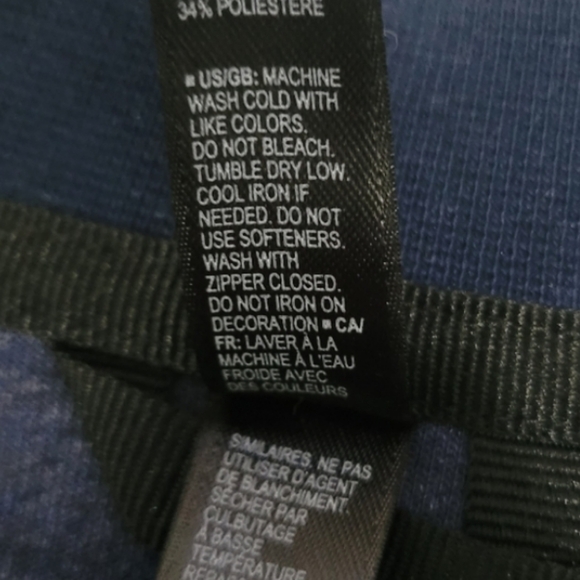 34% POLIESTERE
▪ US/GB: MACHINE
WASH COLD WITH
LIKE COLORS.
DO NOT BLEACH.
TUMBLE DRY LOW.
COOL IRON IF
NEEDED. DO NOT
USE SOFTENERS.
WASH WITH
ZIPPER CLOSED.
DO NOT IRON ON
DECORATION ▪ CA/
FR: LAVER À LA
MACHINE À L'EAU
FROIDE AVEC
DES COULEURS
SIMILAIRES. NE PAS
UTILISER D'AGENT
DE BLANCHIMENT.
SÉCHER PAR
CULBUTAGE
À BASSE
TEMPÉRATURE